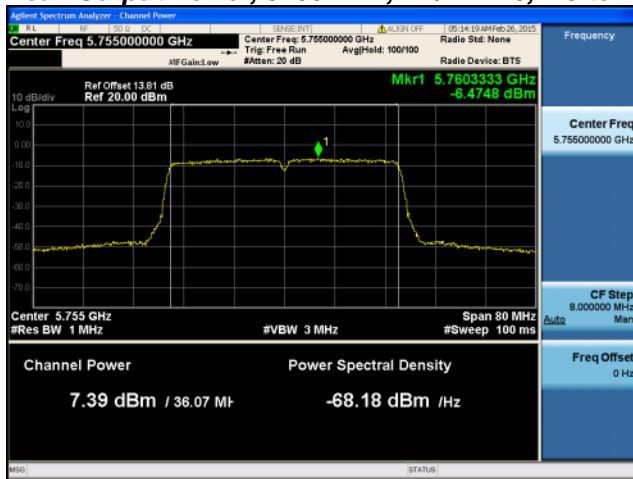 Agilent Spectrum Analyzer - Channel Power
RL RF 50 Ω DC SENSE:INT ALIGN OFF 05:14:19 AM Feb 26, 2015
Center Freq 5.755000000 GHz
Center Freq: 5.755000000 GHz
Radio Std: None
Trig: Free Run Avg|Hold: 100/100
#IFGain:Low #Atten: 20 dB Radio Device: BTS
Frequency
Mkr1 5.7603333 GHz
-6.4748 dBm
Ref Offset 13.81 dB
10 dB/div Ref 20.00 dBm
Log
10.0
0.00
-10.0
-20.0
-30.0
-40.0
-50.0
-60.0
-70.0
1
Center Freq
5.755000000 GHz
Center 5.755 GHz Span 80 MHz
#Res BW 1 MHz #VBW 3 MHz #Sweep 100 ms
CF Step
8.000000 MHz
Auto Man
Channel Power Power Spectral Density
7.39 dBm / 36.07 MH -68.18 dBm /Hz
Freq Offset
0 Hz
MSG STATUS